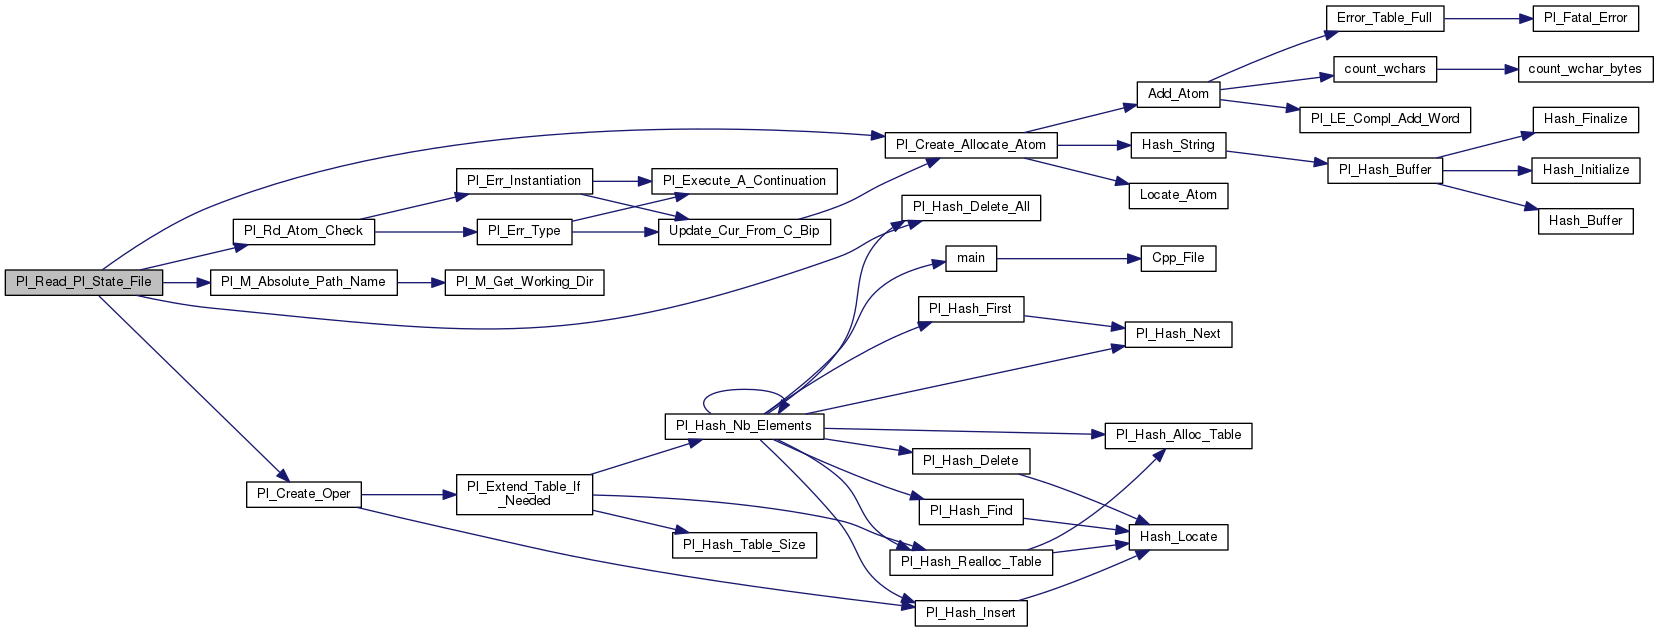 Error_Table_Full
Pl_Fatal_Error
count_wchars
count_wchar_bytes
Add_Atom
Pl_LE_Compl_Add_Word
Hash_Finalize
Pl_Create_Allocate_Atom
Hash_String
Pl_Hash_Buffer
Hash_Initialize
Pl_Err_Instantiation
Pl_Execute_A_Continuation
Locate_Atom
Pl_Hash_Delete_All
Hash_Buffer
Pl_Rd_Atom_Check
Pl_Err_Type
Update_Cur_From_C_Bip
main
Cpp_File
Pl_Read_Pl_State_File
Pl_M_Absolute_Path_Name
Pl_M_Get_Working_Dir
Pl_Hash_First
Pl_Hash_Next
Pl_Hash_Nb_Elements
Pl_Hash_Alloc_Table
Pl_Hash_Delete
Pl_Create_Oper
Pl_Extend_Table_If
_Needed
Pl_Hash_Find
Hash_Locate
Pl_Hash_Table_Size
Pl_Hash_Realloc_Table
Pl_Hash_Insert